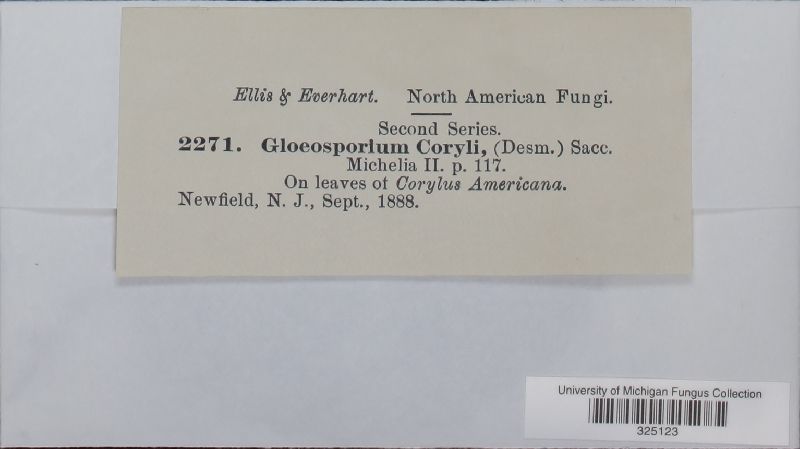 Ellis & Everhart. North American Fungi.
Second Series.
2271. Gloeosporium Coryli, (Desm.) Sacc.
Michelia II. p. 117.
On leaves of Corylus Americana.
Newfield, N. J., Sept., 1888.
University of Michigan Fungus Collection
325123